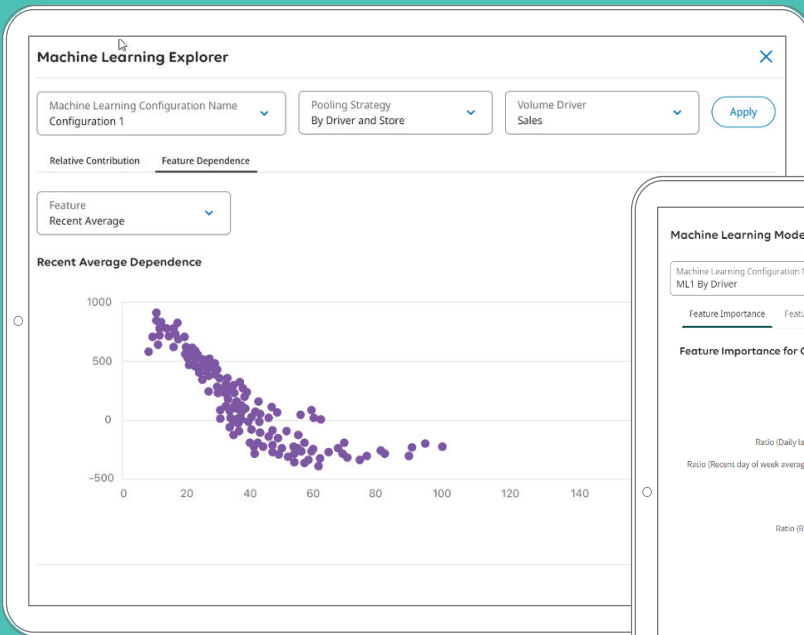 Machine Learning Explorer
Machine Learning Configuration Name
Configuration 1
Pooling Strategy
By Driver and Store
Volume Driver
Sales
Apply
Relative Contribution
Feature Dependence
Feature
Recent Average
Recent Average Dependence
1000
500
0
-500
0 20 40 60 80 100 120 140
Machine Learning Mode
Machine Learning Configuration N
ML1 By Driver
Feature Importance Featu
Feature Importance for C
Ratio (Daily la
Ratio (Recent day of week averag
Ratio (R